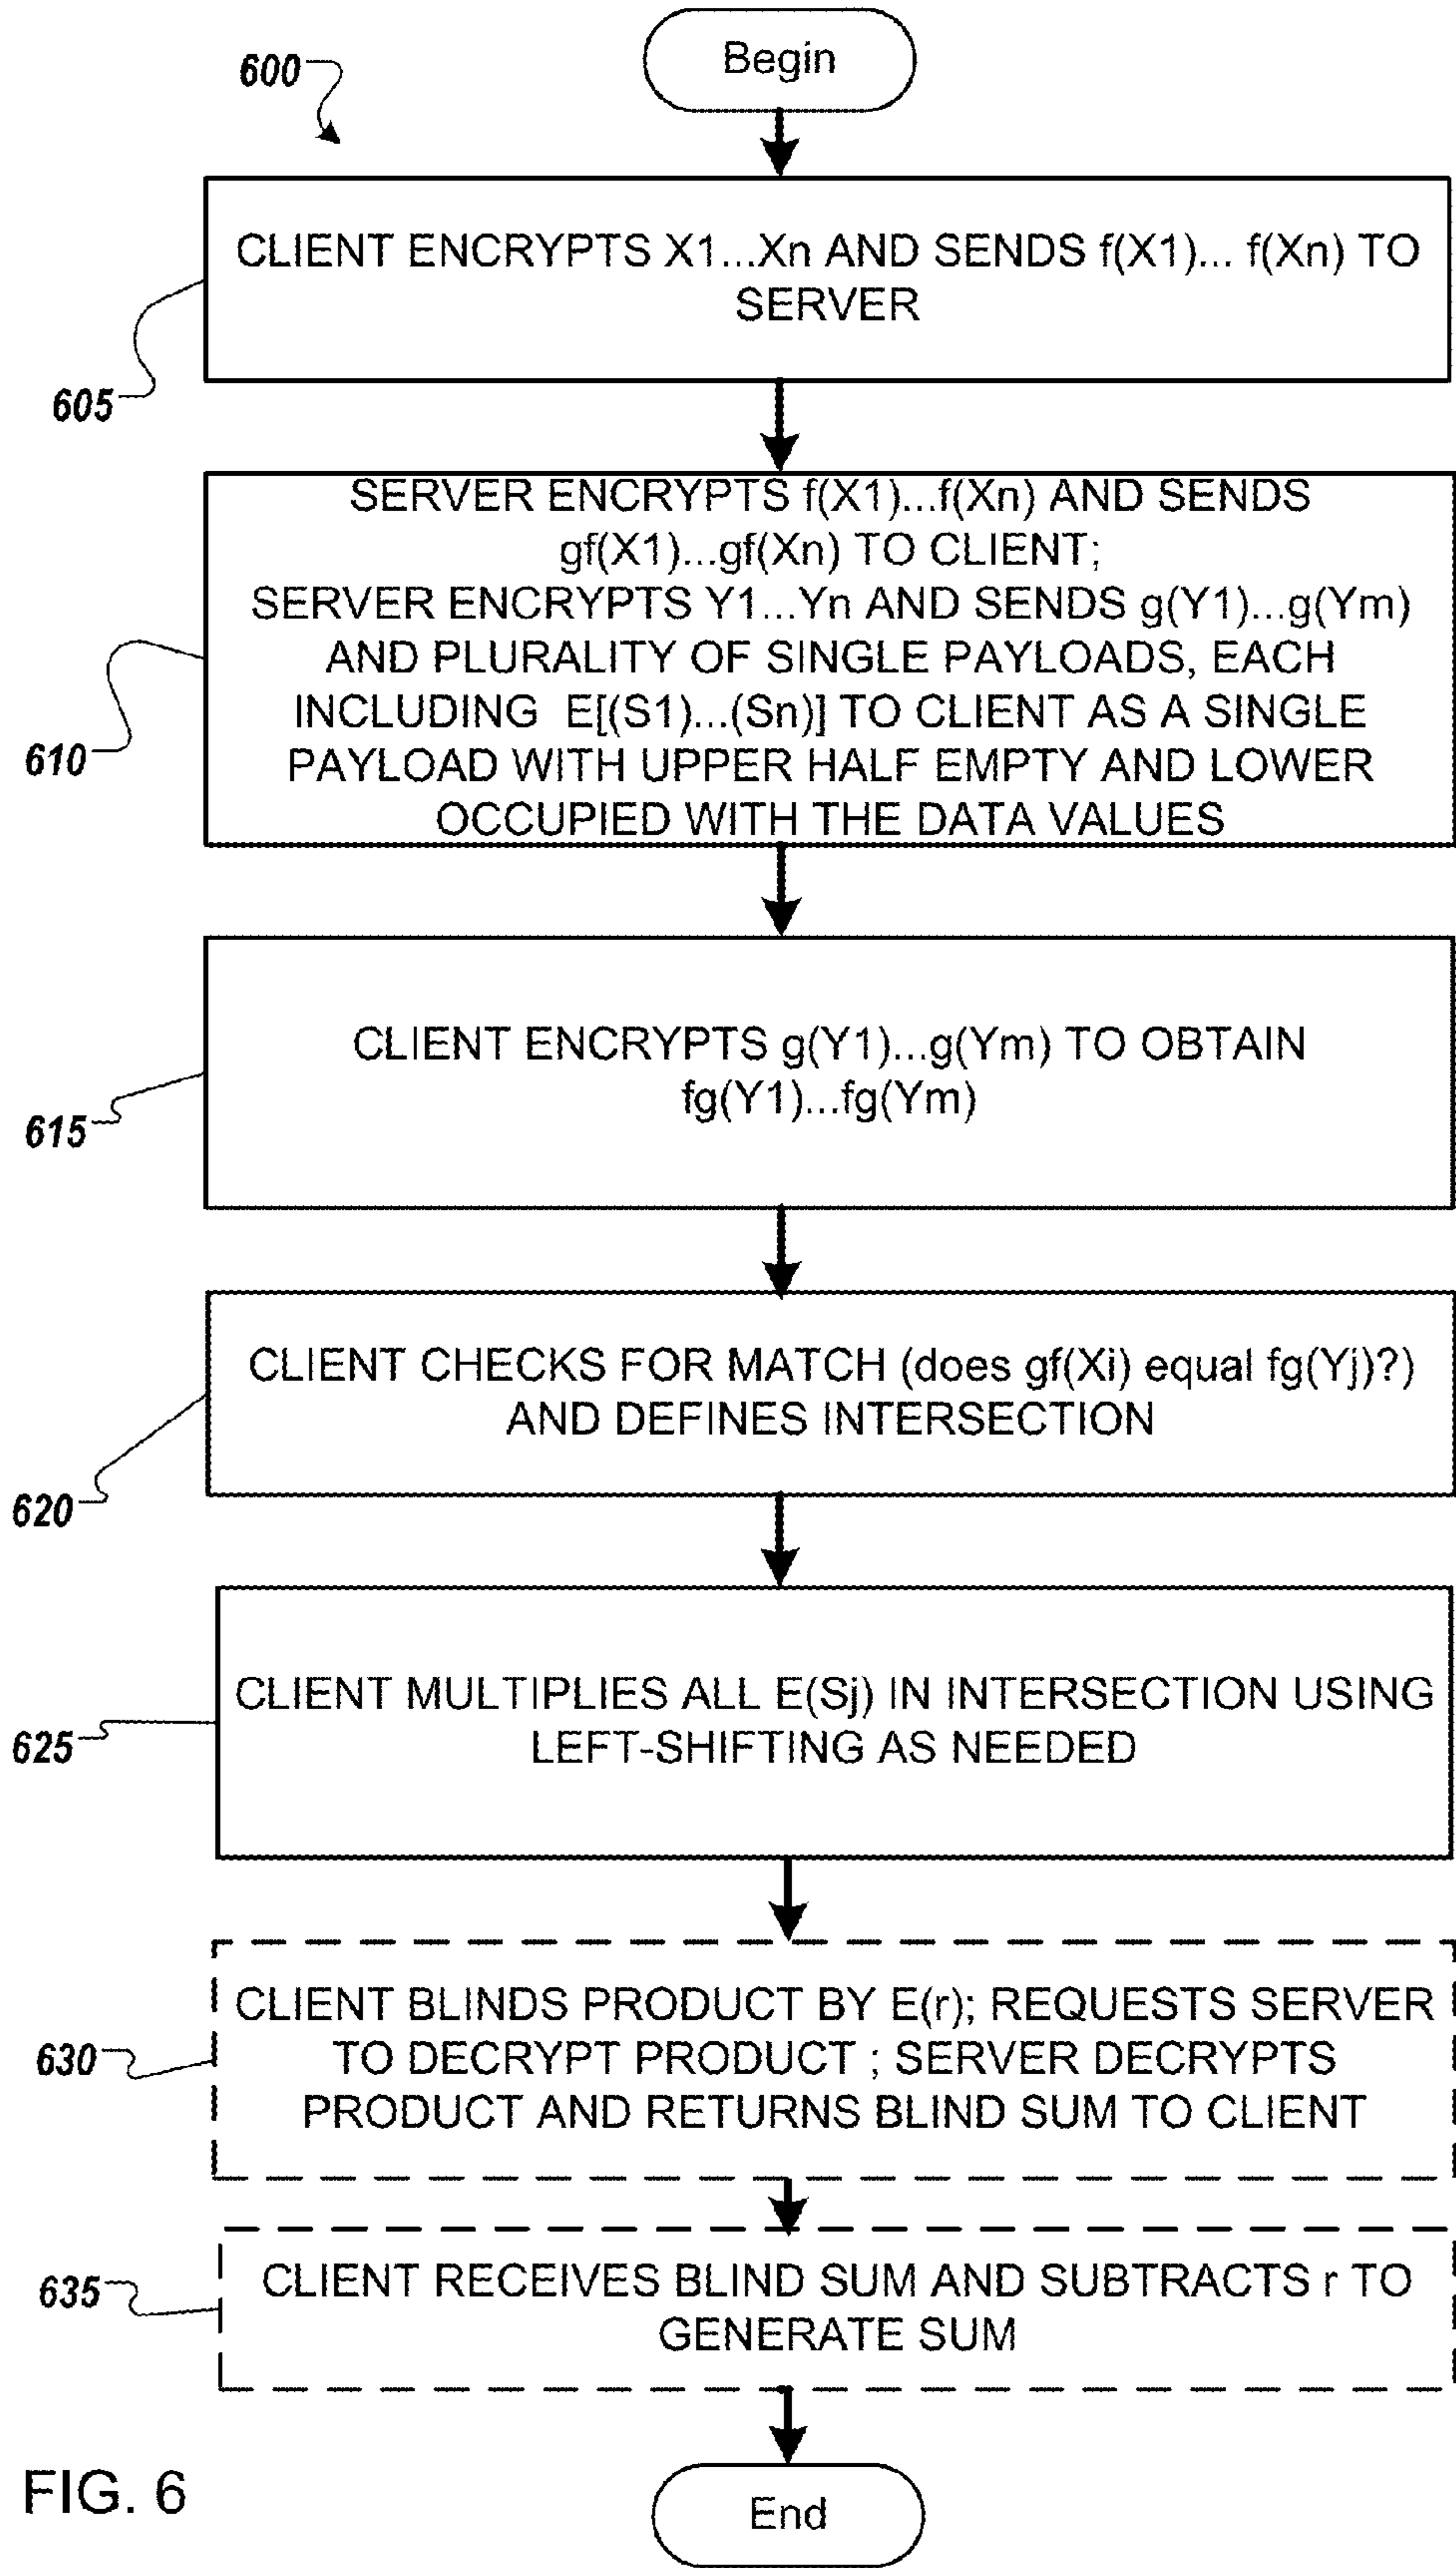 Begin
600
CLIENT ENCRYPTS X1...Xn AND SENDS f(X1)... f(Xn) TO
SERVER
605
SERVER ENCRYPTS f(X1)...f(Xn) AND SENDS
gf(X1)...gf(Xn) TO CLIENT;
SERVER ENCRYPTS Y1...Yn AND SENDS g(Y1)...g(Ym)
AND PLURALITY OF SINGLE PAYLOADS, EACH
INCLUDING E[(S1)...(Sn)] TO CLIENT AS A SINGLE
PAYLOAD WITH UPPER HALF EMPTY AND LOWER
OCCUPIED WITH THE DATA VALUES
610
CLIENT ENCRYPTS g(Y1)...g(Ym) TO OBTAIN
fg(Y1)...fg(Ym)
615
CLIENT CHECKS FOR MATCH (does gf(Xi) equal fg(Yj)?)
AND DEFINES INTERSECTION
620
CLIENT MULTIPLIES ALL E(Sj) IN INTERSECTION USING
LEFT-SHIFTING AS NEEDED
625
CLIENT BLINDS PRODUCT BY E(r); REQUESTS SERVER
TO DECRYPT PRODUCT ; SERVER DECRYPTS
PRODUCT AND RETURNS BLIND SUM TO CLIENT
630
CLIENT RECEIVES BLIND SUM AND SUBTRACTS r TO
GENERATE SUM
635
End
FIG. 6